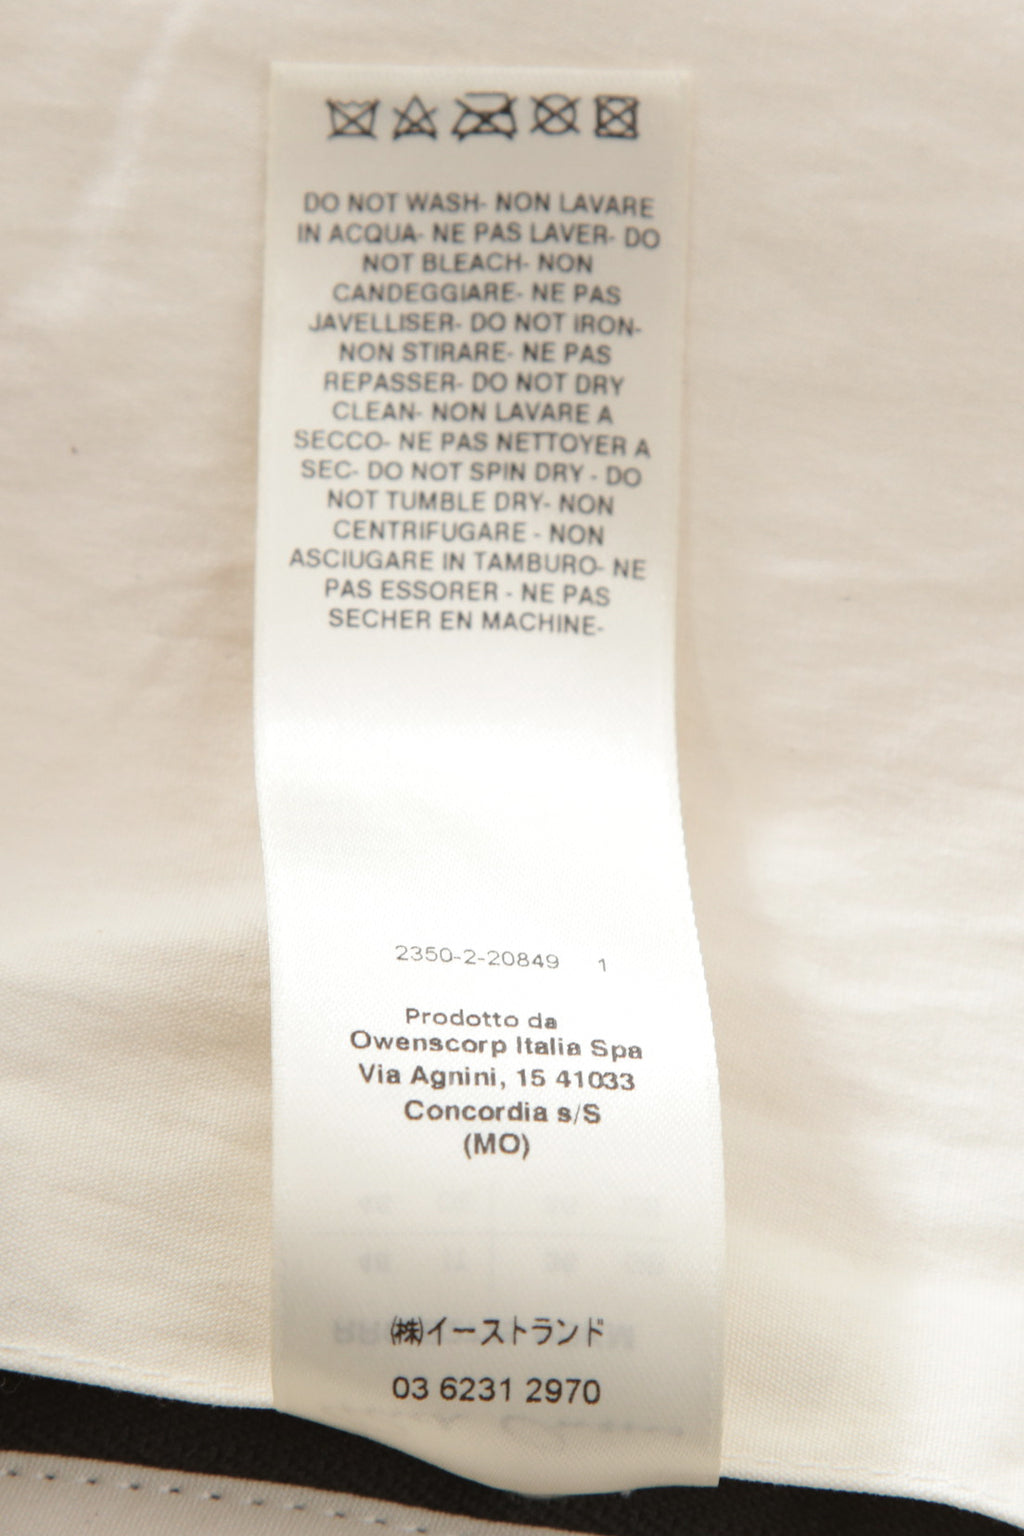 DO NOT WASH- NON LAVARE
IN ACQUA- NE PAS LAVER- DO
NOT BLEACH- NON
CANDEGGIARE- NE PAS
JAVELLISER- DO NOT IRON-
NON STIRARE- NE PAS
REPASSER- DO NOT DRY
CLEAN- NON LAVARE A
SECCO- NE PAS NETTOYER A
SEC- DO NOT SPIN DRY - DO
NOT TUMBLE DRY- NON
CENTRIFUGARE - NON
ASCIUGARE IN TAMBURO- NE
PAS ESSORER - NE PAS
SECHER EN MACHINE-
2350-2-20849 1
Prodotto da
Owenscorp Italia Spa
Via Agnini, 15 41033
Concordia s/S
(MO)
㈱イーストランド
03 6231 2970